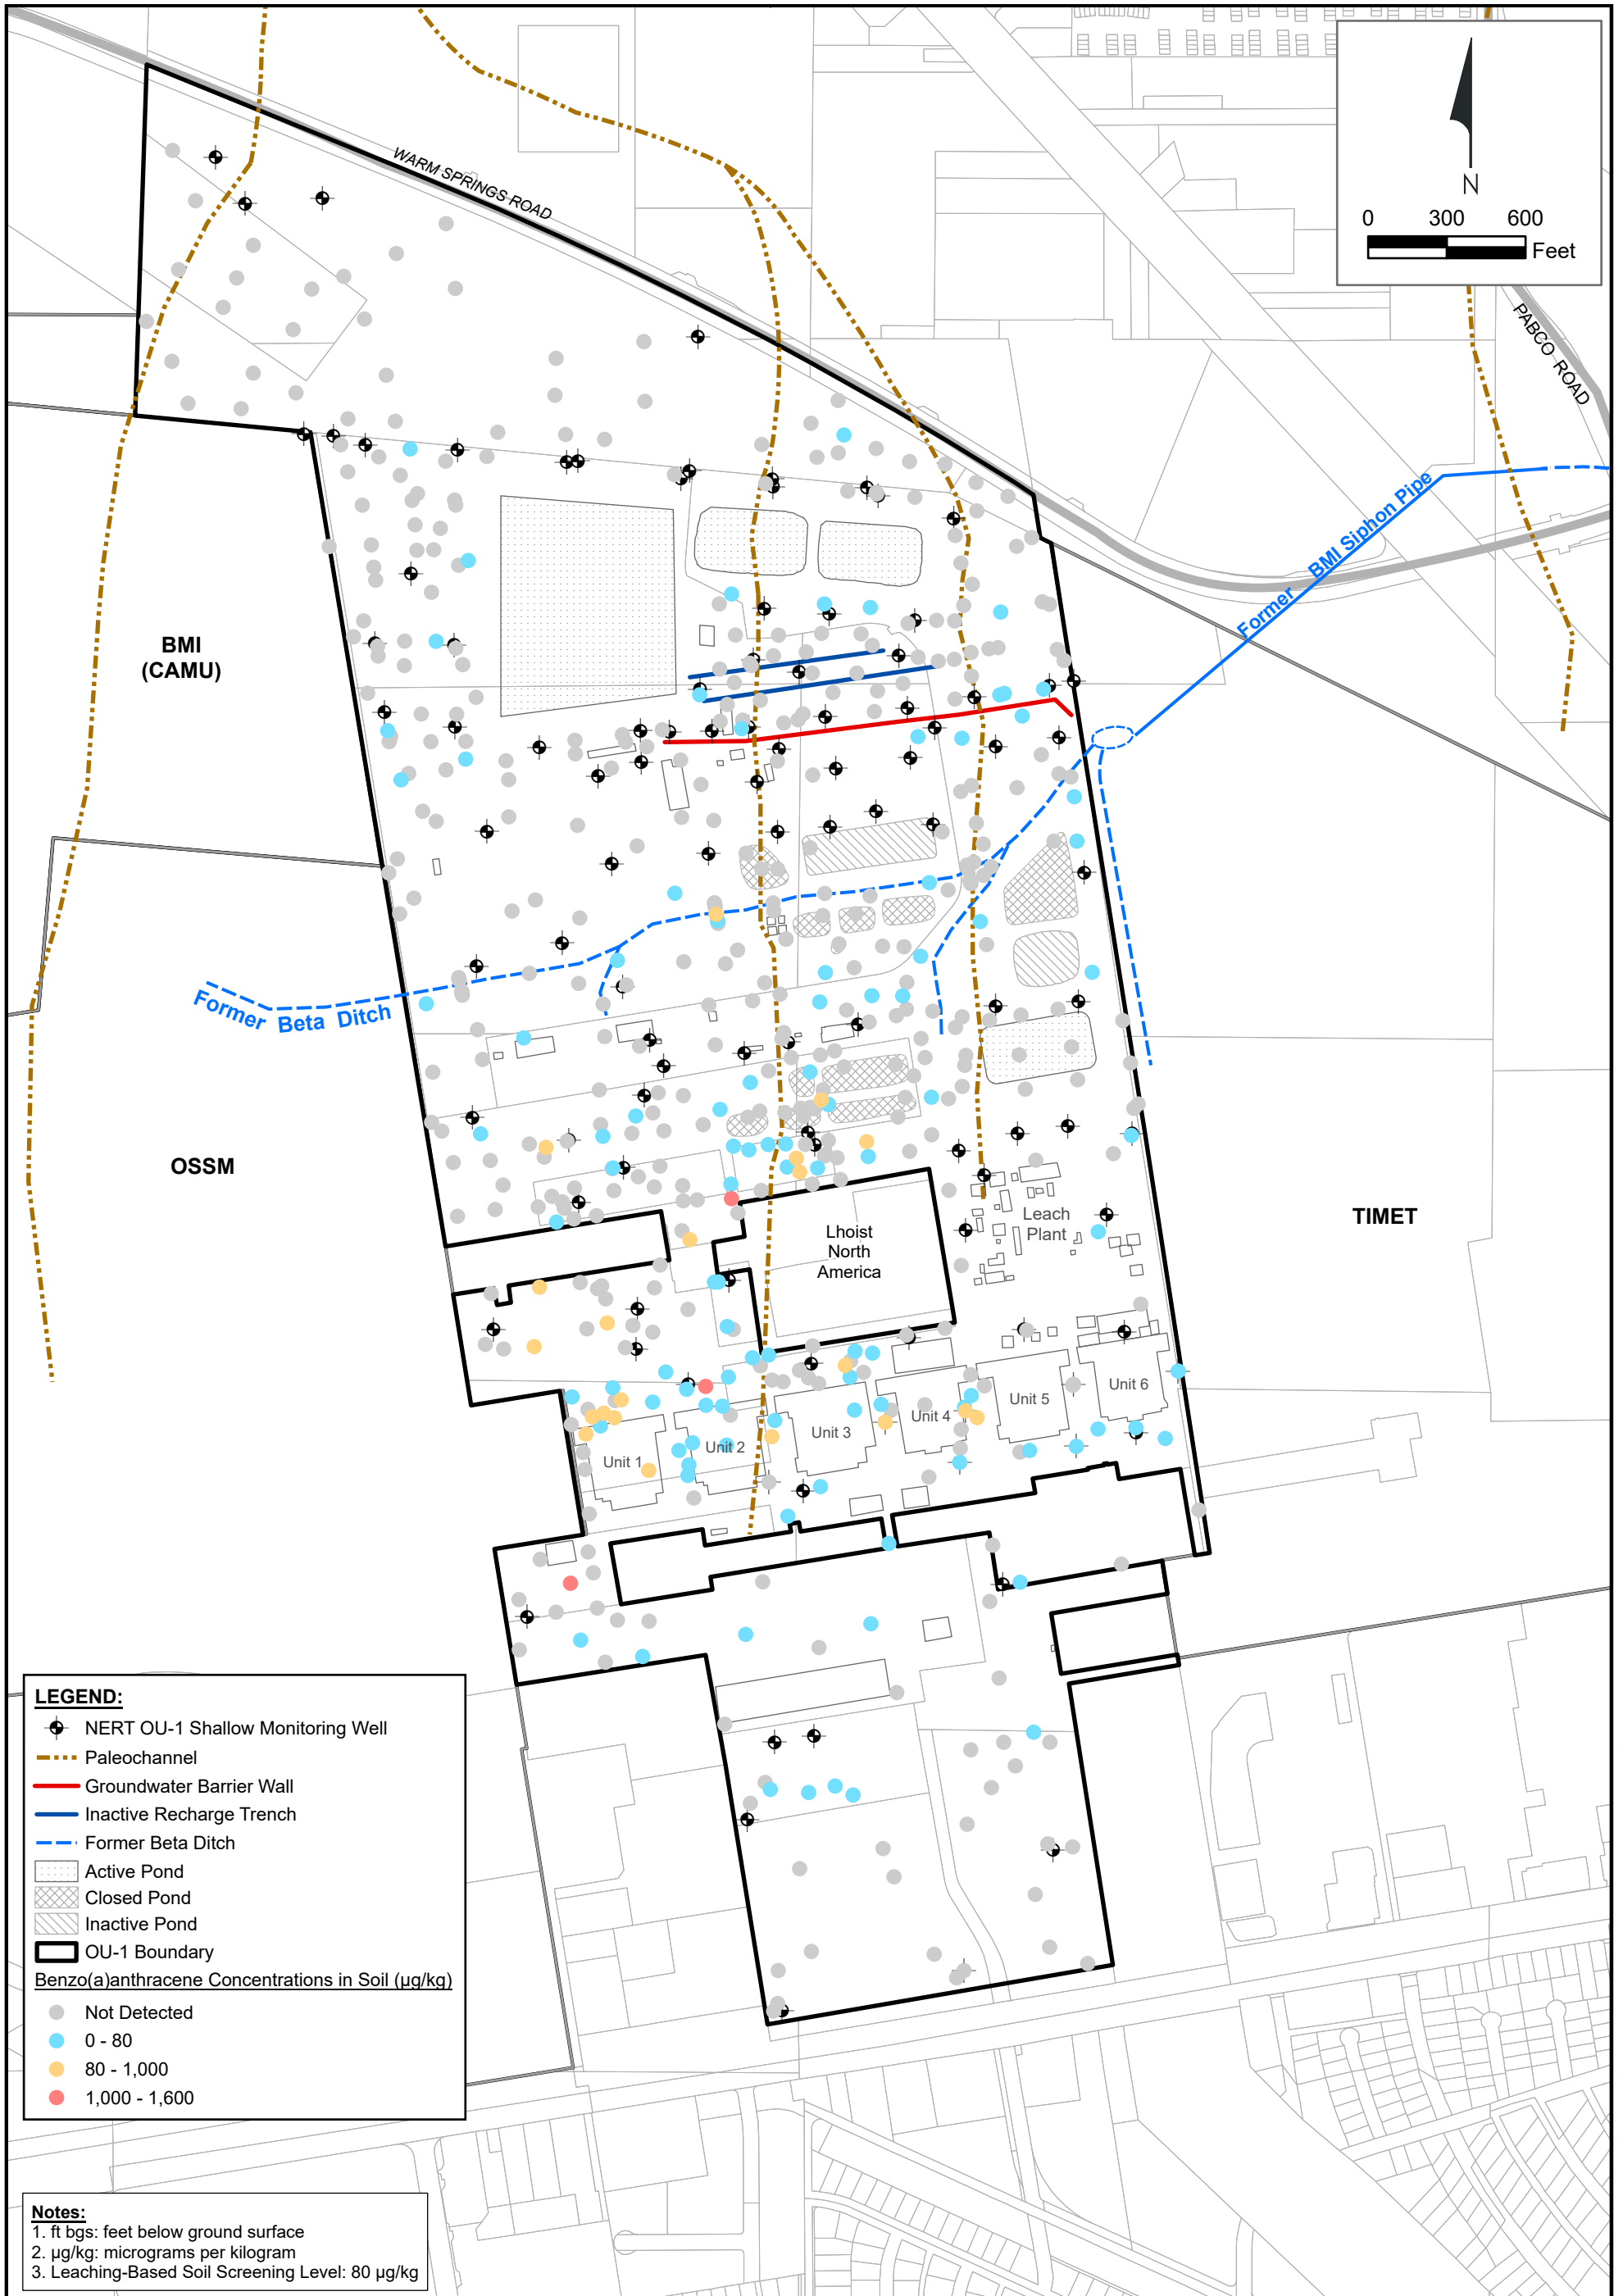 WARM SPRINGS ROAD
N
0 300 600
Feet
PABCO ROAD
Former BMI Siphon Pipe
BMI
(CAMU)
Former Beta Ditch
OSSM
TIMET
Lhoist
North
America
Leach
Plant
Unit 6
Unit 5
Unit 4
Unit 3
Unit 2
Unit 1
LEGEND:
NERT OU-1 Shallow Monitoring Well
Paleochannel
Groundwater Barrier Wall
Inactive Recharge Trench
Former Beta Ditch
Active Pond
Closed Pond
Inactive Pond
OU-1 Boundary
Benzo(a)anthracene Concentrations in Soil (µg/kg)
Not Detected
0 - 80
80 - 1,000
1,000 - 1,600
Notes:
1. ft bgs: feet below ground surface
2. µg/kg: micrograms per kilogram
3. Leaching-Based Soil Screening Level: 80 µg/kg